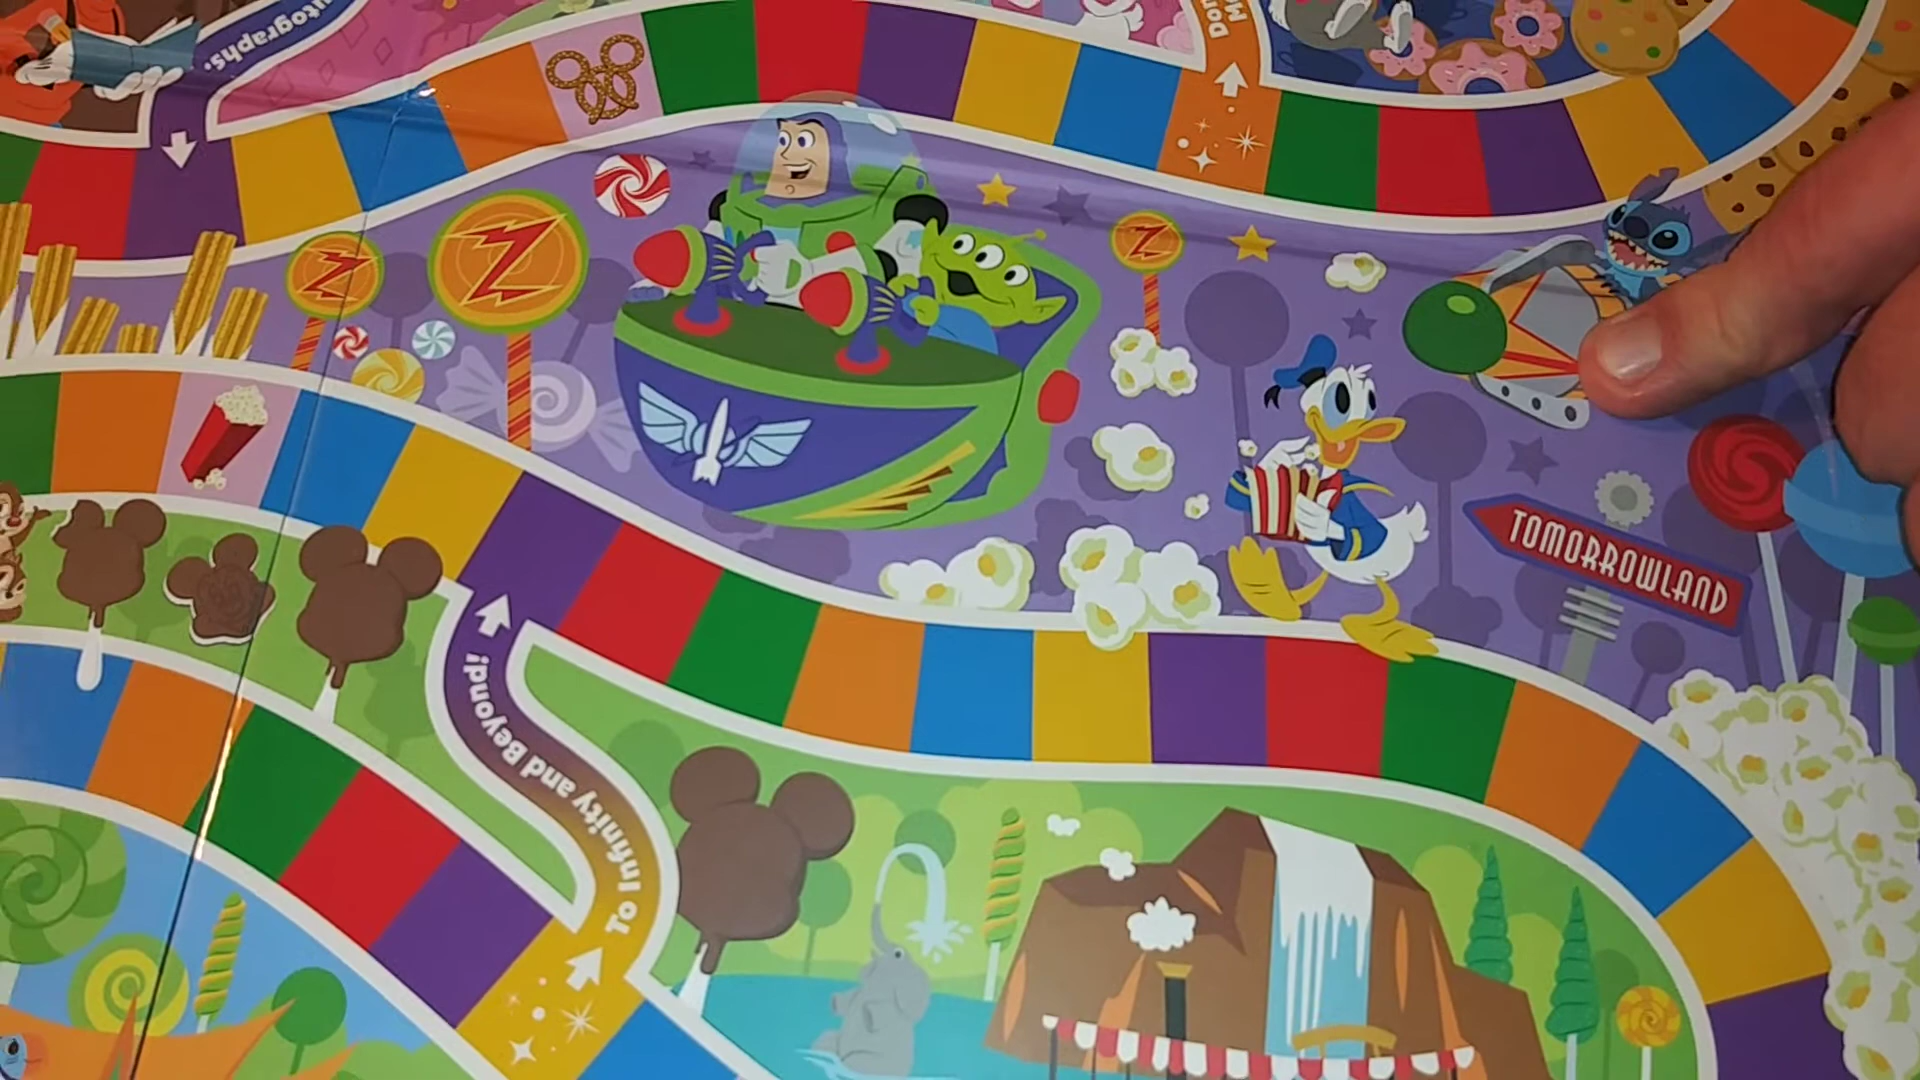 utographs.
Z
Z
Z
TOMORROWLAND
To Infinity and Beyond!